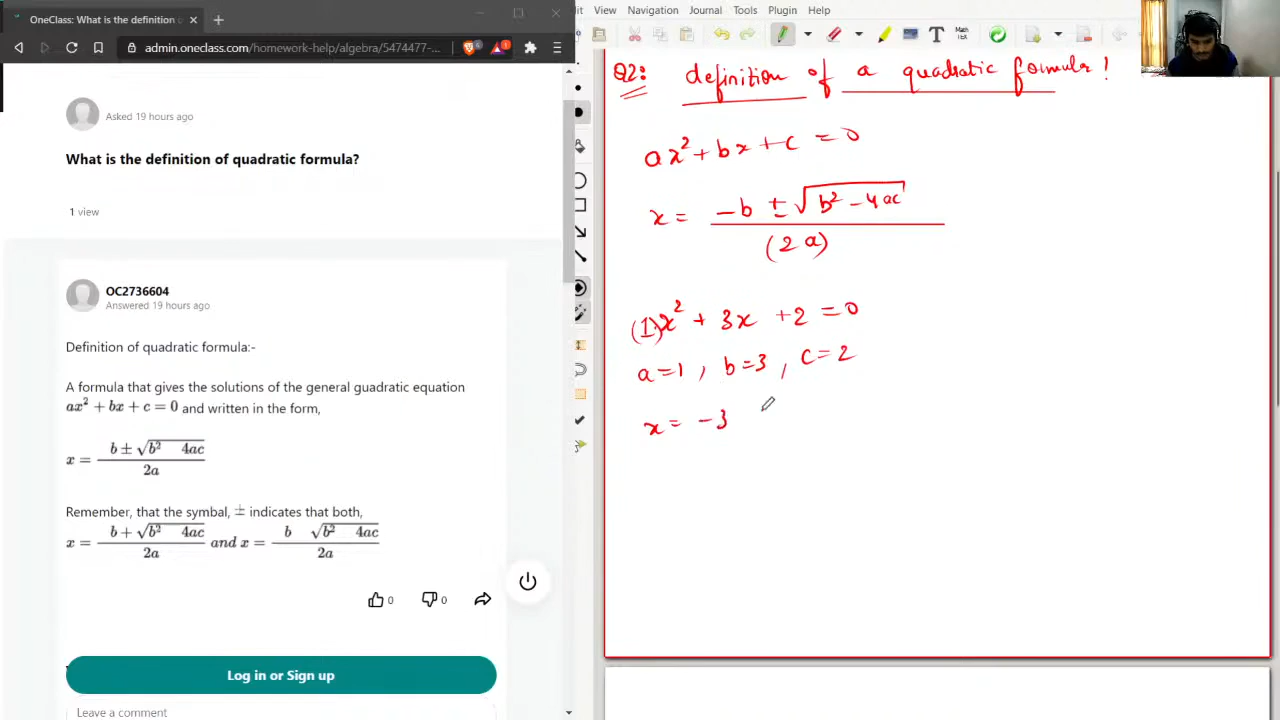 OneClass: What is the definition o
admin.oneclass.com/homework-help/algebra/5474477-...
Asked 19 hours ago
What is the definition of quadratic formula?
1 view
OC2736604
Answered 19 hours ago
Definition of quadratic formula:-
A formula that gives the solutions of the general quadratic equation
ax² + bx + c = 0 and written in the form,
x = b ± √b² 4ac / 2a
Remember, that the symbol, ± indicates that both,
x = b + √b² 4ac / 2a and x = b √b² 4ac / 2a
0 0
Log in or Sign up
Leave a comment
dit View Journal Tools Plugin Help
T MATH TEX
Q2: definition of a quadratic formula!
ax² + bx + c = 0
x = -b ± √b² - 4ac / (2a)
(1)x² + 3x + 2 = 0
a=1, b=3, c=2
x = -3